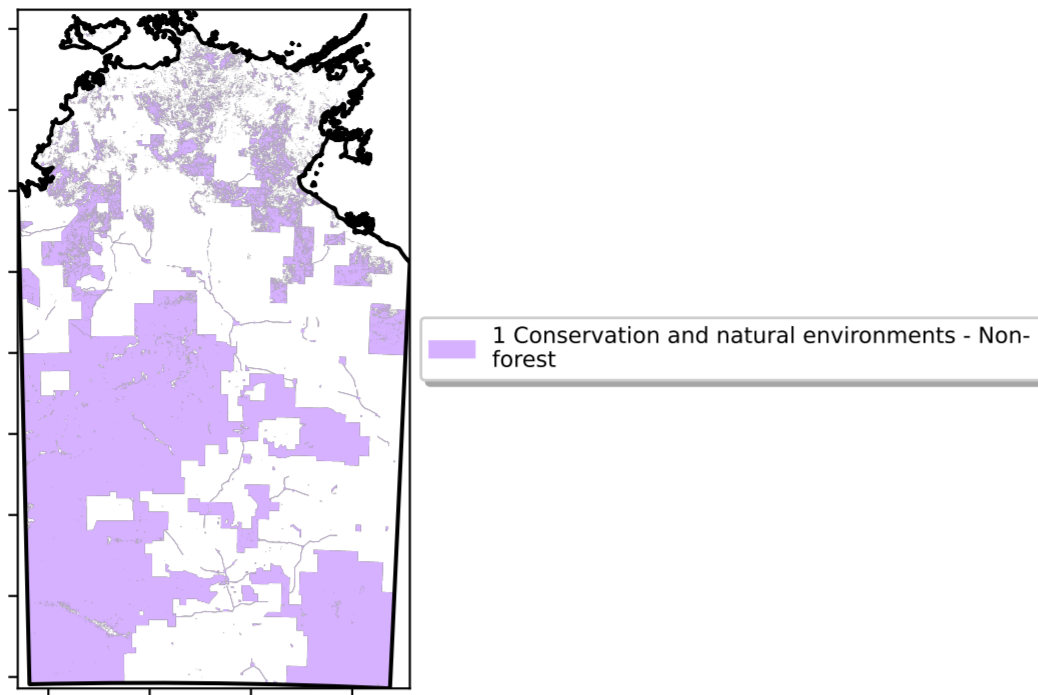 1 Conservation and natural environments - Non-
forest